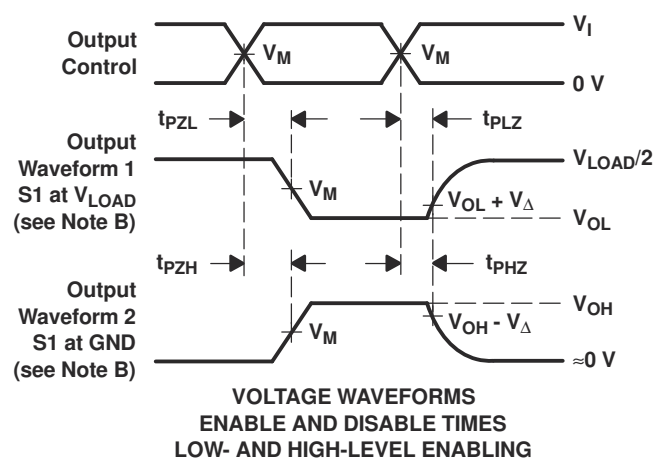 Output
Control
V_M
V_M
V_I
0 V
t_PZL
t_PLZ
Output
Waveform 1
S1 at V_LOAD
(see Note B)
V_M
V_OL + V_Δ
V_LOAD/2
V_OL
t_PZH
t_PHZ
Output
Waveform 2
S1 at GND
(see Note B)
V_M
V_OH - V_Δ
V_OH
≈0 V
VOLTAGE WAVEFORMS
ENABLE AND DISABLE TIMES
LOW- AND HIGH-LEVEL ENABLING